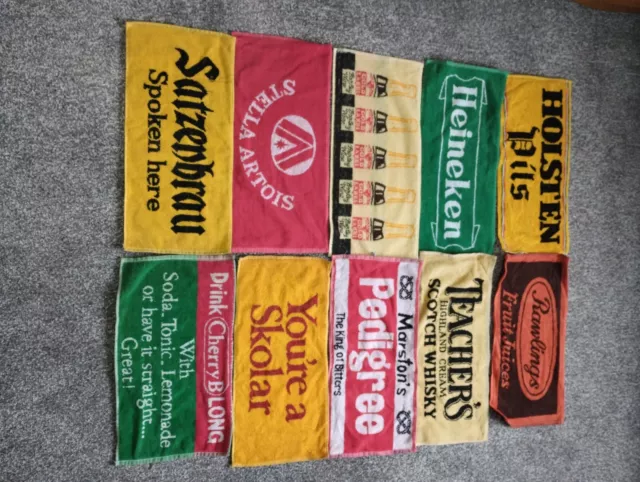 Satzenbrau
Spoken here
STELLA ARTOIS
Heineken
HOLSTEN
Pils
Drink CherryB LONG
With
Soda. Tonic. Lemonade
or have it straight...
Great!
You're a
Skolar
Marston's
Pedigree
The King of Bitters
TEACHER'S
HIGHLAND CREAM
SCOTCH WHISKY
Rawlings
Fruit Juices